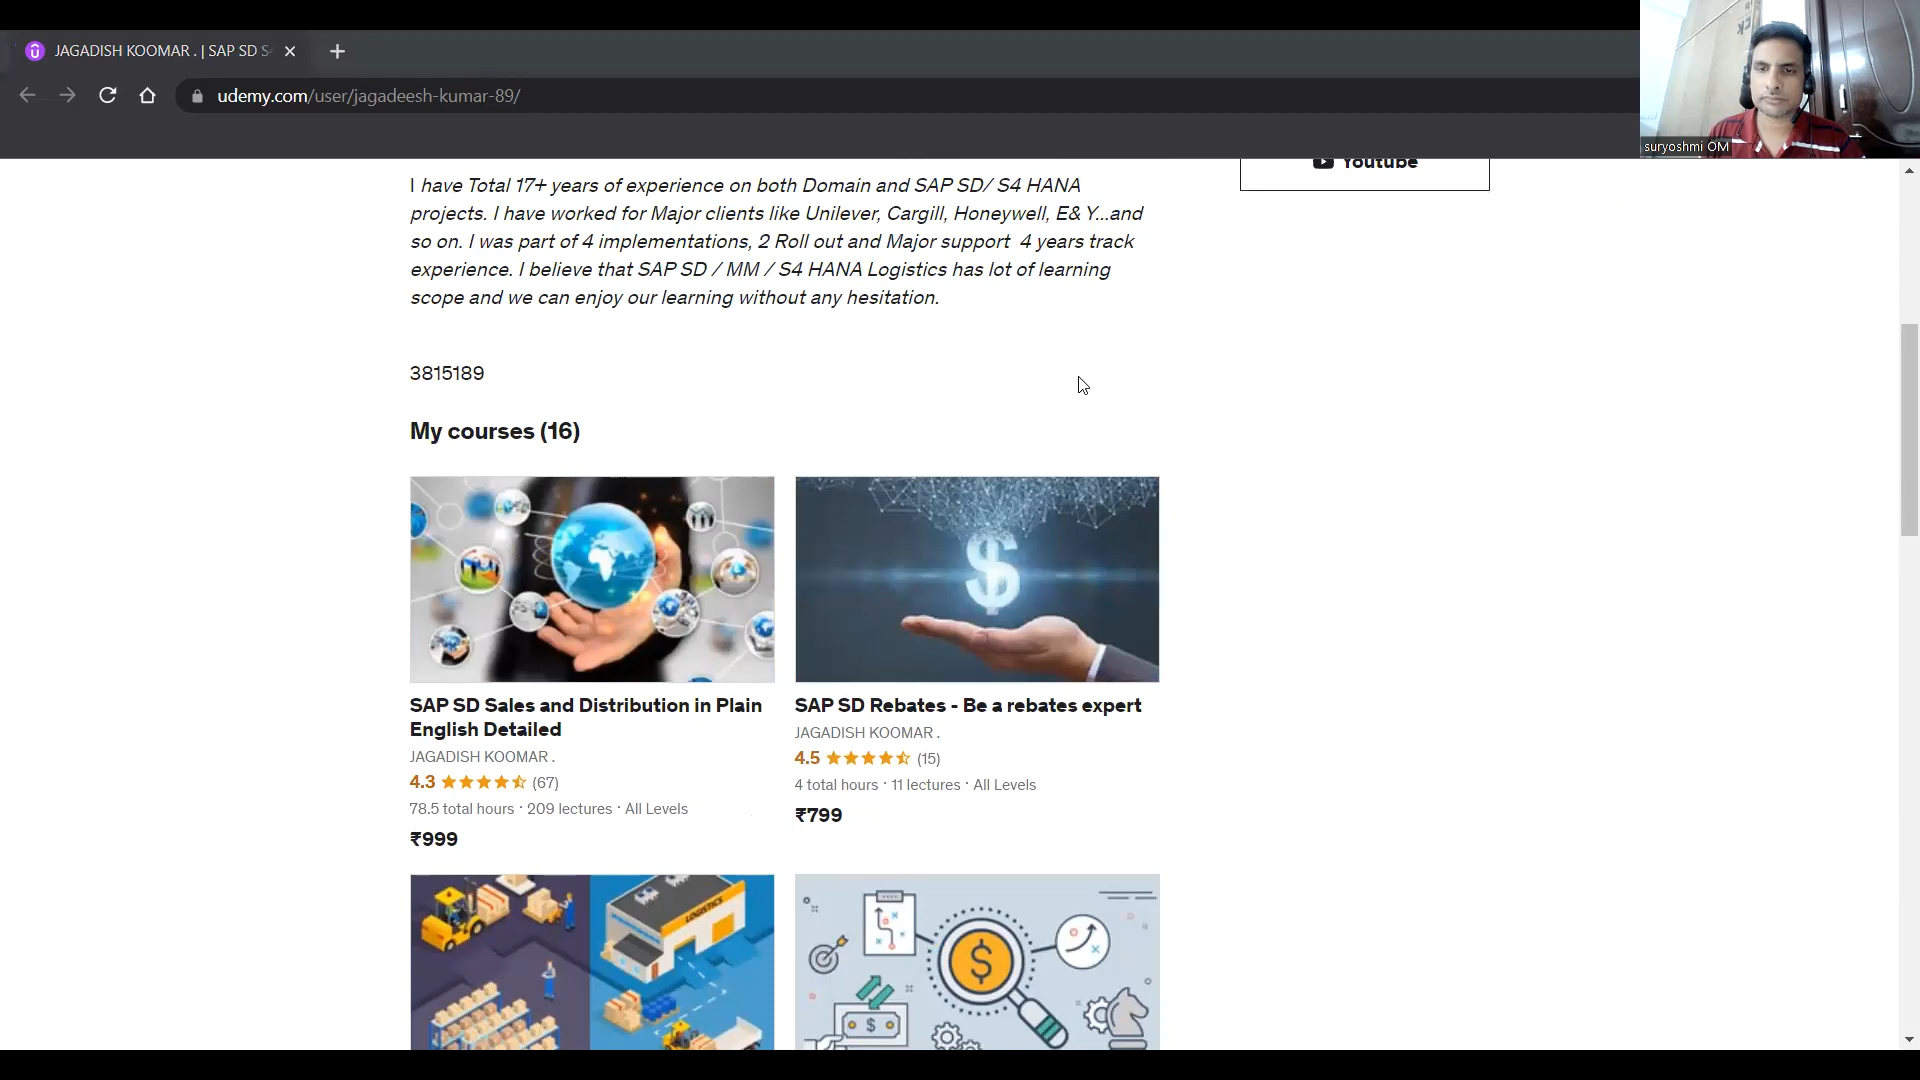 JAGADISH KOOMAR . | SAP SD S
udemy.com/user/jagadeesh-kumar-89/
suryoshmi OM
Youtube
I have Total 17+ years of experience on both Domain and SAP SD/ S4 HANA
projects. I have worked for Major clients like Unilever, Cargill, Honeywell, E& Y...and
so on. I was part of 4 implementations, 2 Roll out and Major support  4 years track
experience. I believe that SAP SD / MM / S4 HANA Logistics has lot of learning
scope and we can enjoy our learning without any hesitation.
3815189
My courses (16)
SAP SD Sales and Distribution in Plain
English Detailed
JAGADISH KOOMAR .
4.3 (67)
78.5 total hours · 209 lectures · All Levels
₹999
SAP SD Rebates - Be a rebates expert
JAGADISH KOOMAR .
4.5 (15)
4 total hours · 11 lectures · All Levels
₹799
LOGISTICS